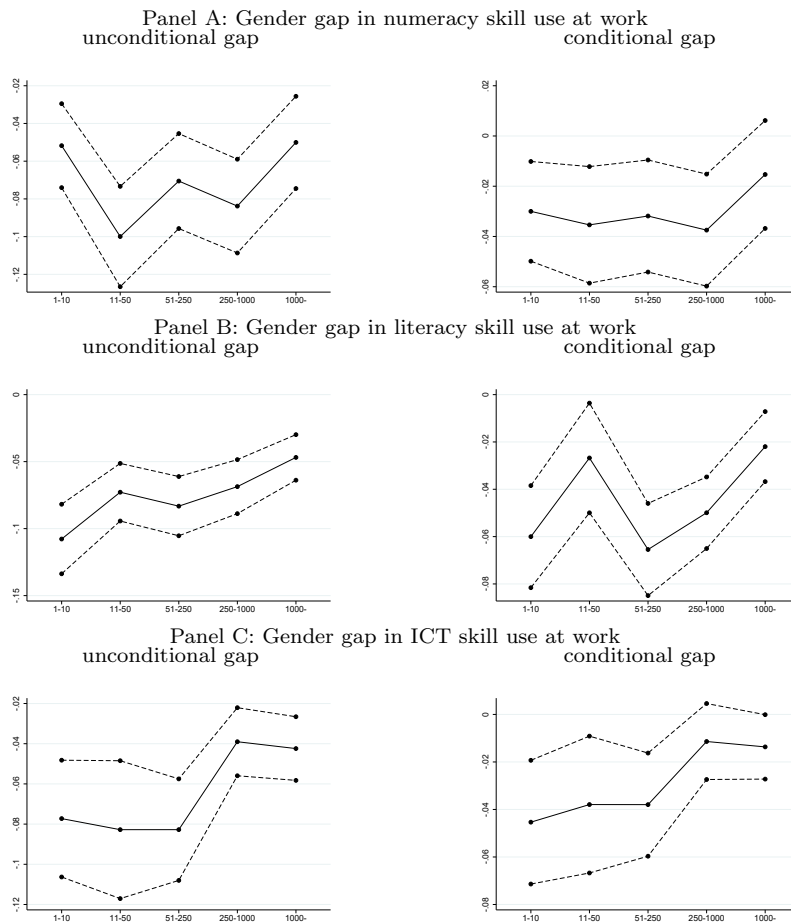 Panel A: Gender gap in numeracy skill use at work
unconditional gap
conditional gap
-.02
-.04
-.06
-.08
-.1
-.12
1-10 11-50 51-250 250-1000 1000-
.02
0
-.02
-.04
-.06
1-10 11-50 51-250 250-1000 1000-
Panel B: Gender gap in literacy skill use at work
unconditional gap
conditional gap
0
-.05
-.1
-.15
1-10 11-50 51-250 250-1000 1000-
0
-.02
-.04
-.06
-.08
1-10 11-50 51-250 250-1000 1000-
Panel C: Gender gap in ICT skill use at work
unconditional gap
conditional gap
-.02
-.04
-.06
-.08
-.1
-.12
1-10 11-50 51-250 250-1000 1000-
0
-.02
-.04
-.06
-.08
1-10 11-50 51-250 250-1000 1000-